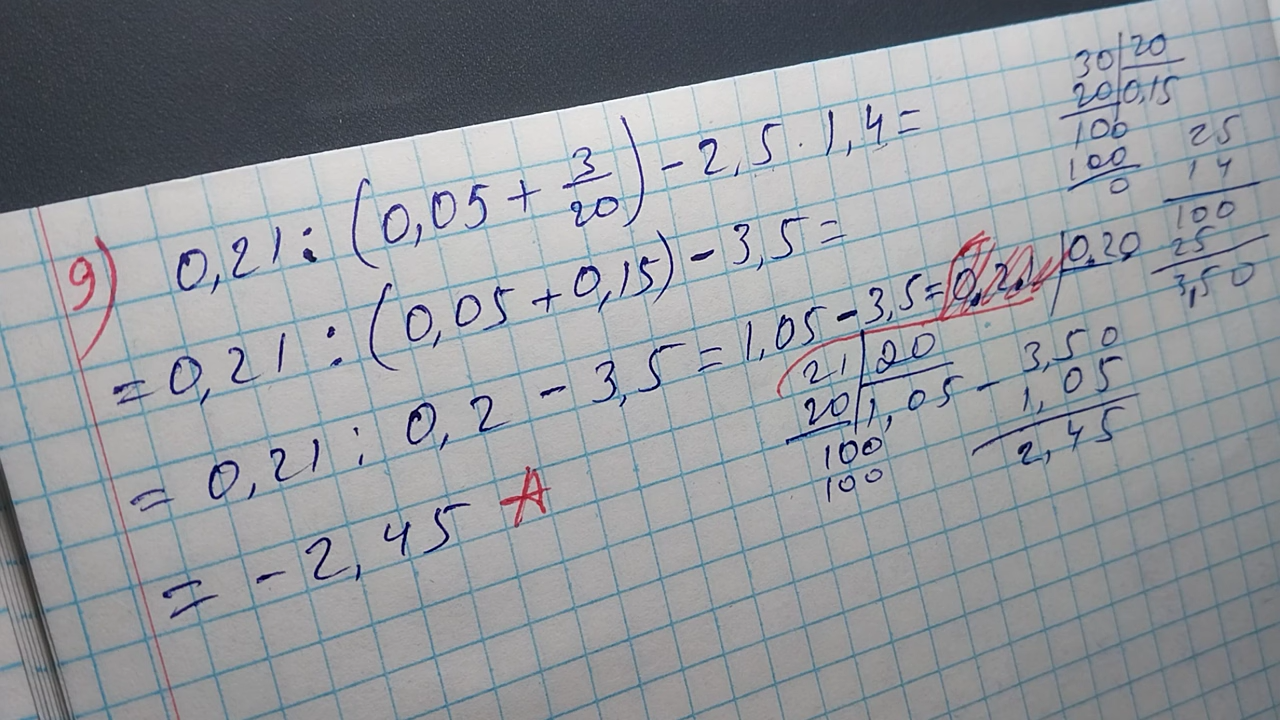 9) 0,21 : (0,05 + 3/20) - 2,5 · 1,4 =
= 0,21 : (0,05 + 0,15) - 3,5 =
= 0,21 : 0,2 - 3,5 = 1,05 - 3,5 =
= -2,45 A
30 | 20
20 | 0,15
100
100
0
25
14
100
25
3,50
0,20
21 | 20
20 | 1,05
100
100
- 3,50
1,05
2,45